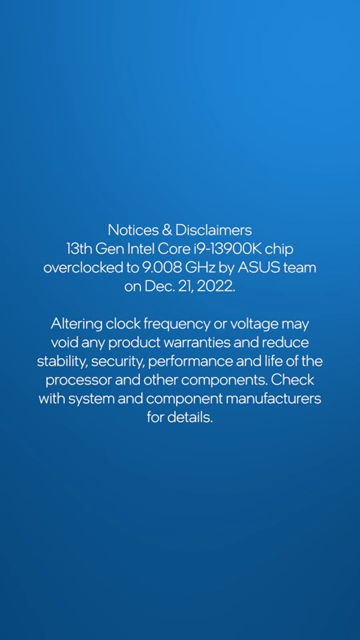 Notices & Disclaimers
13th Gen Intel Core i9-13900K chip
overclocked to 9.008 GHz by ASUS team
on Dec. 21, 2022.
Altering clock frequency or voltage may
void any product warranties and reduce
stability, security, performance and life of the
processor and other components. Check
with system and component manufacturers
for details.